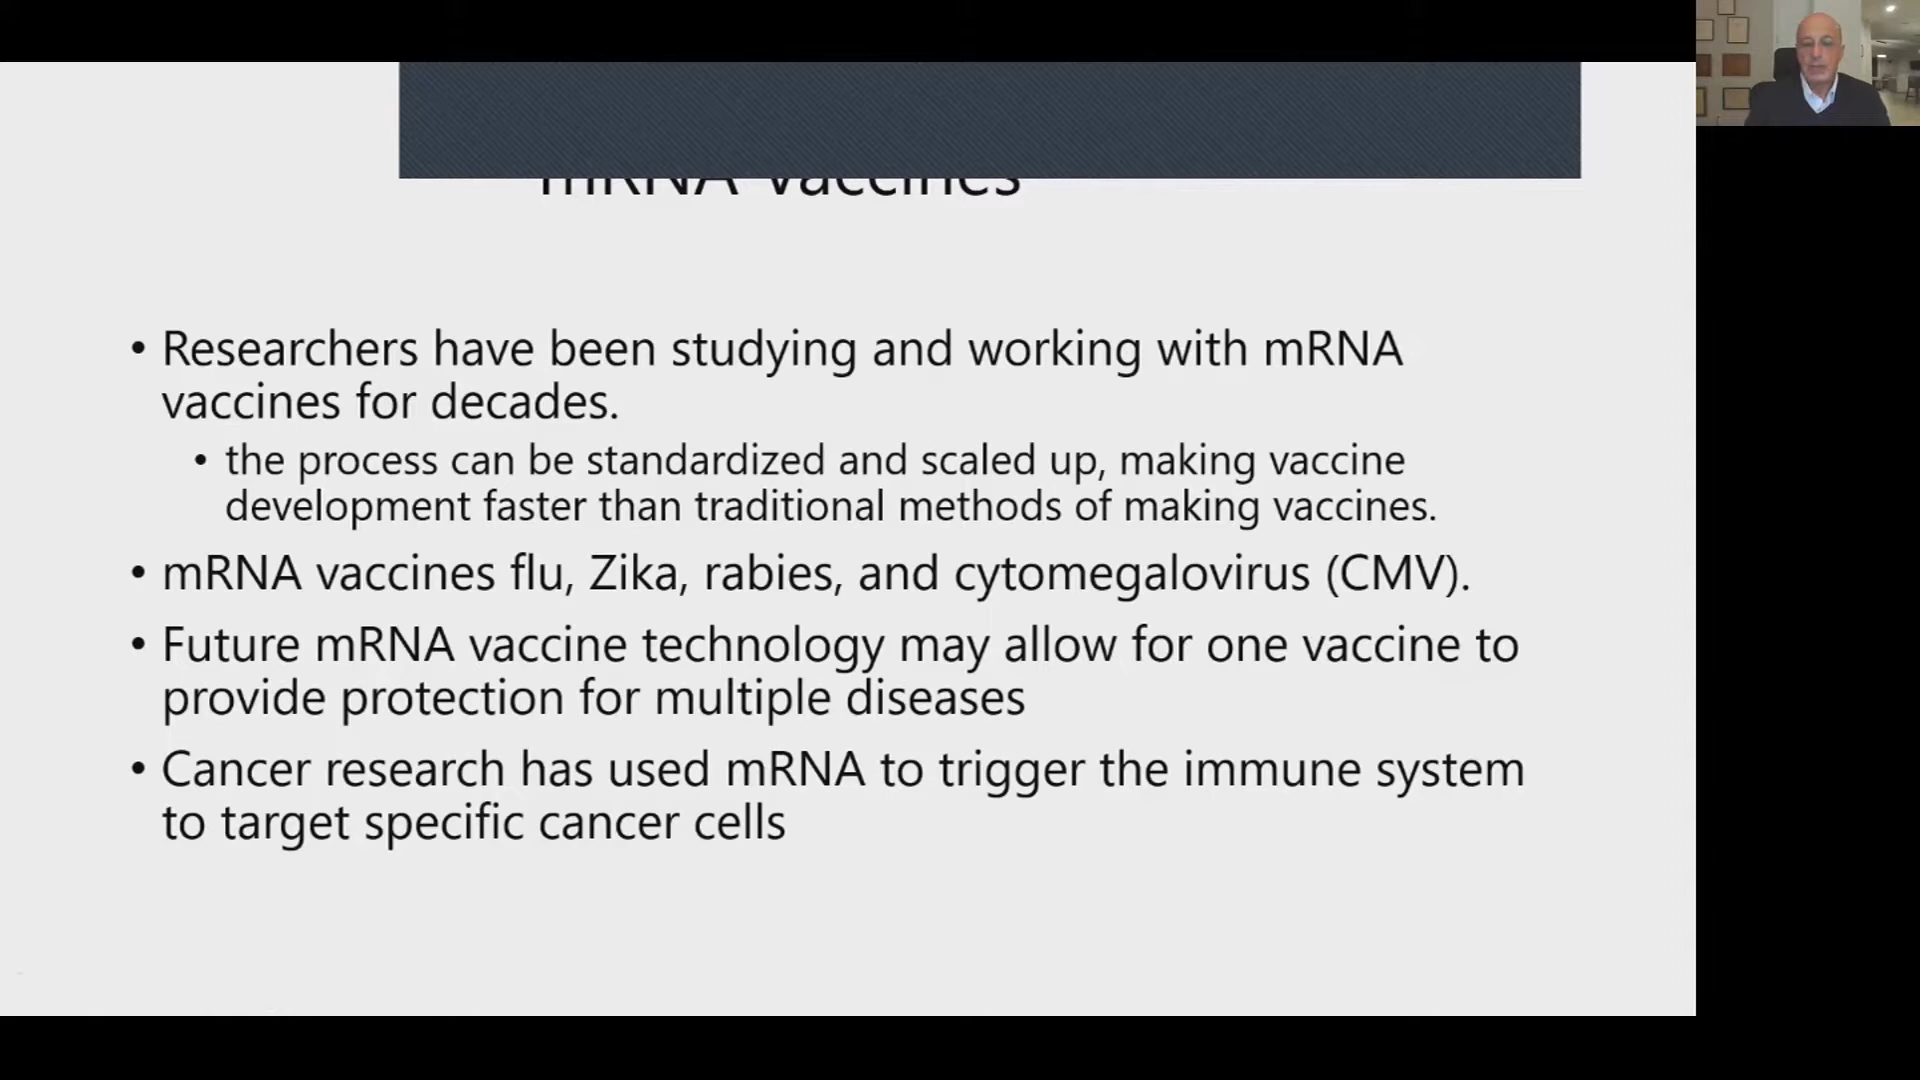 mRNA Vaccines
• Researchers have been studying and working with mRNA
vaccines for decades.
• the process can be standardized and scaled up, making vaccine
development faster than traditional methods of making vaccines.
• mRNA vaccines flu, Zika, rabies, and cytomegalovirus (CMV).
• Future mRNA vaccine technology may allow for one vaccine to
provide protection for multiple diseases
• Cancer research has used mRNA to trigger the immune system
to target specific cancer cells